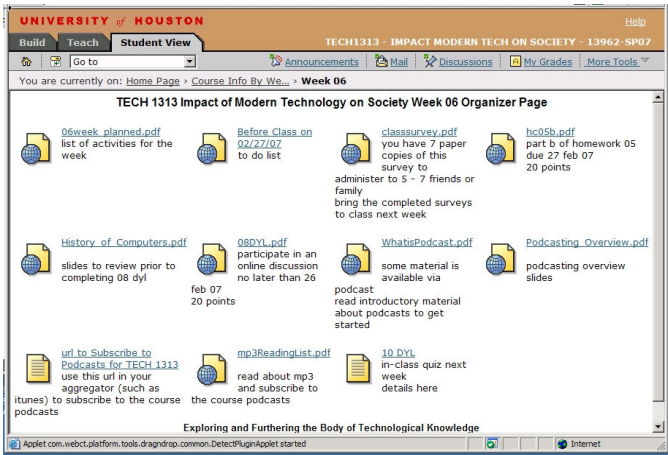 UNIVERSITY of HOUSTON
Help
Build Teach Student View
TECH1313 - IMPACT MODERN TECH ON SOCIETY - 13962-SP07
Go to
Announcements Mail Discussions My Grades More Tools
You are currently on: Home Page › Course Info By We... › Week 06
TECH 1313 Impact of Modern Technology on Society Week 06 Organizer Page
06week_planned.pdf
list of activities for the
week
Before Class on
02/27/07
to do list
classsurvey.pdf
you have 7 paper
copies of this
survey to
administer to 5 - 7 friends or
family
bring the completed surveys
to class next week
hc05b.pdf
part b of homework 05
due 27 feb 07
20 points
History_of_Computers.pdf
slides to review prior to
completing 08 dyl
08DYL.pdf
participate in an
online discussion
no later than 26
feb 07
20 points
WhatisPodcast.pdf
some material is
available via
podcast
read introductory material
about podcasts to get
started
Podcasting_Overview.pdf
podcasting overview
slides
url to Subscribe to
Podcasts for TECH 1313
use this url in your
aggregator (such as
itunes) to subscribe to the course
podcasts
mp3ReadingList.pdf
read about mp3
and subscribe to
the course podcasts
10 DYL
in-class quiz next
week
details here
Exploring and Furthering the Body of Technological Knowledge
Applet com.webct.platform.tools.dragndrop.common.DetectPluginApplet started
Internet